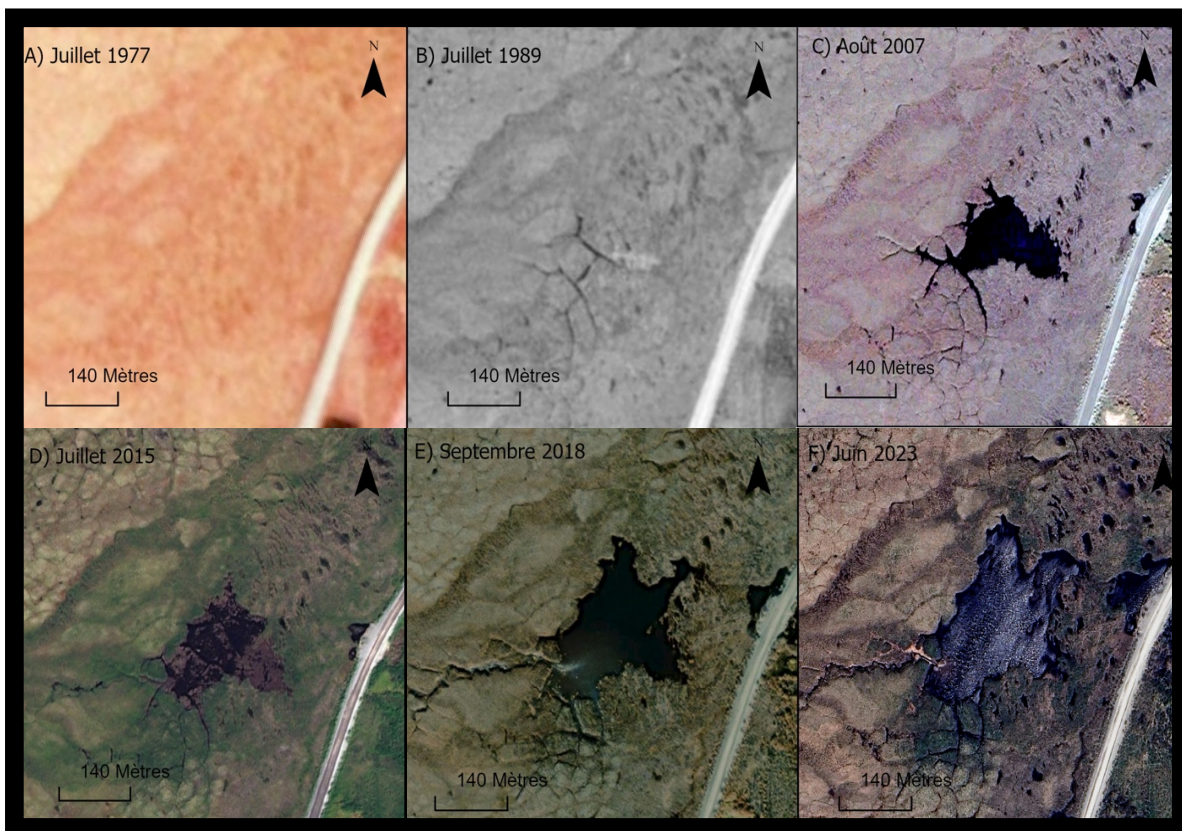 A) Juillet 1977
N
140 Mètres
B) Juillet 1989
N
140 Mètres
C) Août 2007
N
140 Mètres
D) Juillet 2015
140 Mètres
E) Septembre 2018
140 Mètres
F) Juin 2023
140 Mètres